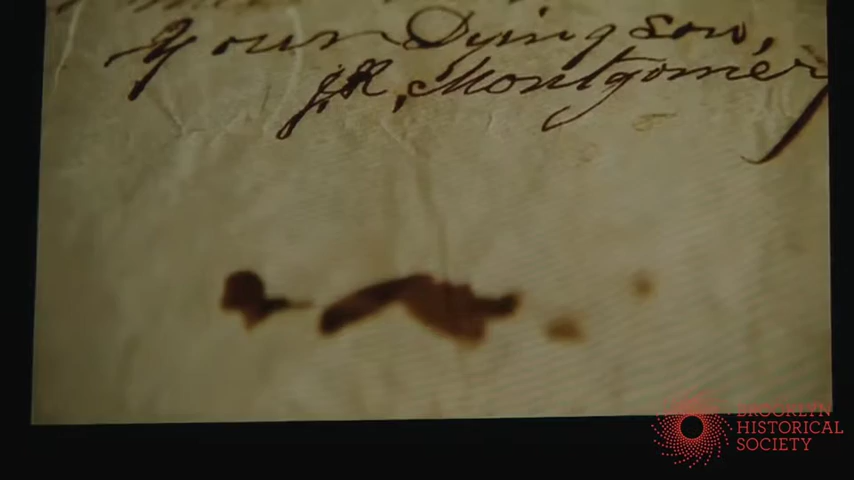 Your Dying son,
J.R. Montgomery
BROOKLYN
HISTORICAL
SOCIETY